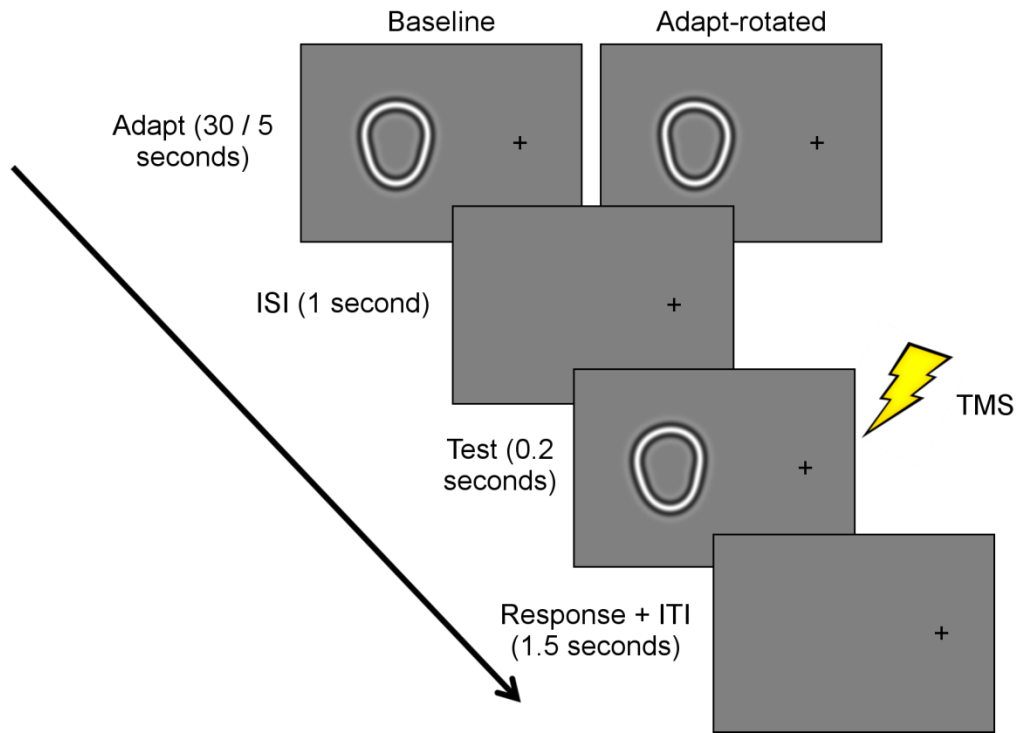 Baseline
Adapt-rotated
Adapt (30 / 5
seconds)
ISI (1 second)
TMS
Test (0.2
seconds)
Response + ITI
(1.5 seconds)